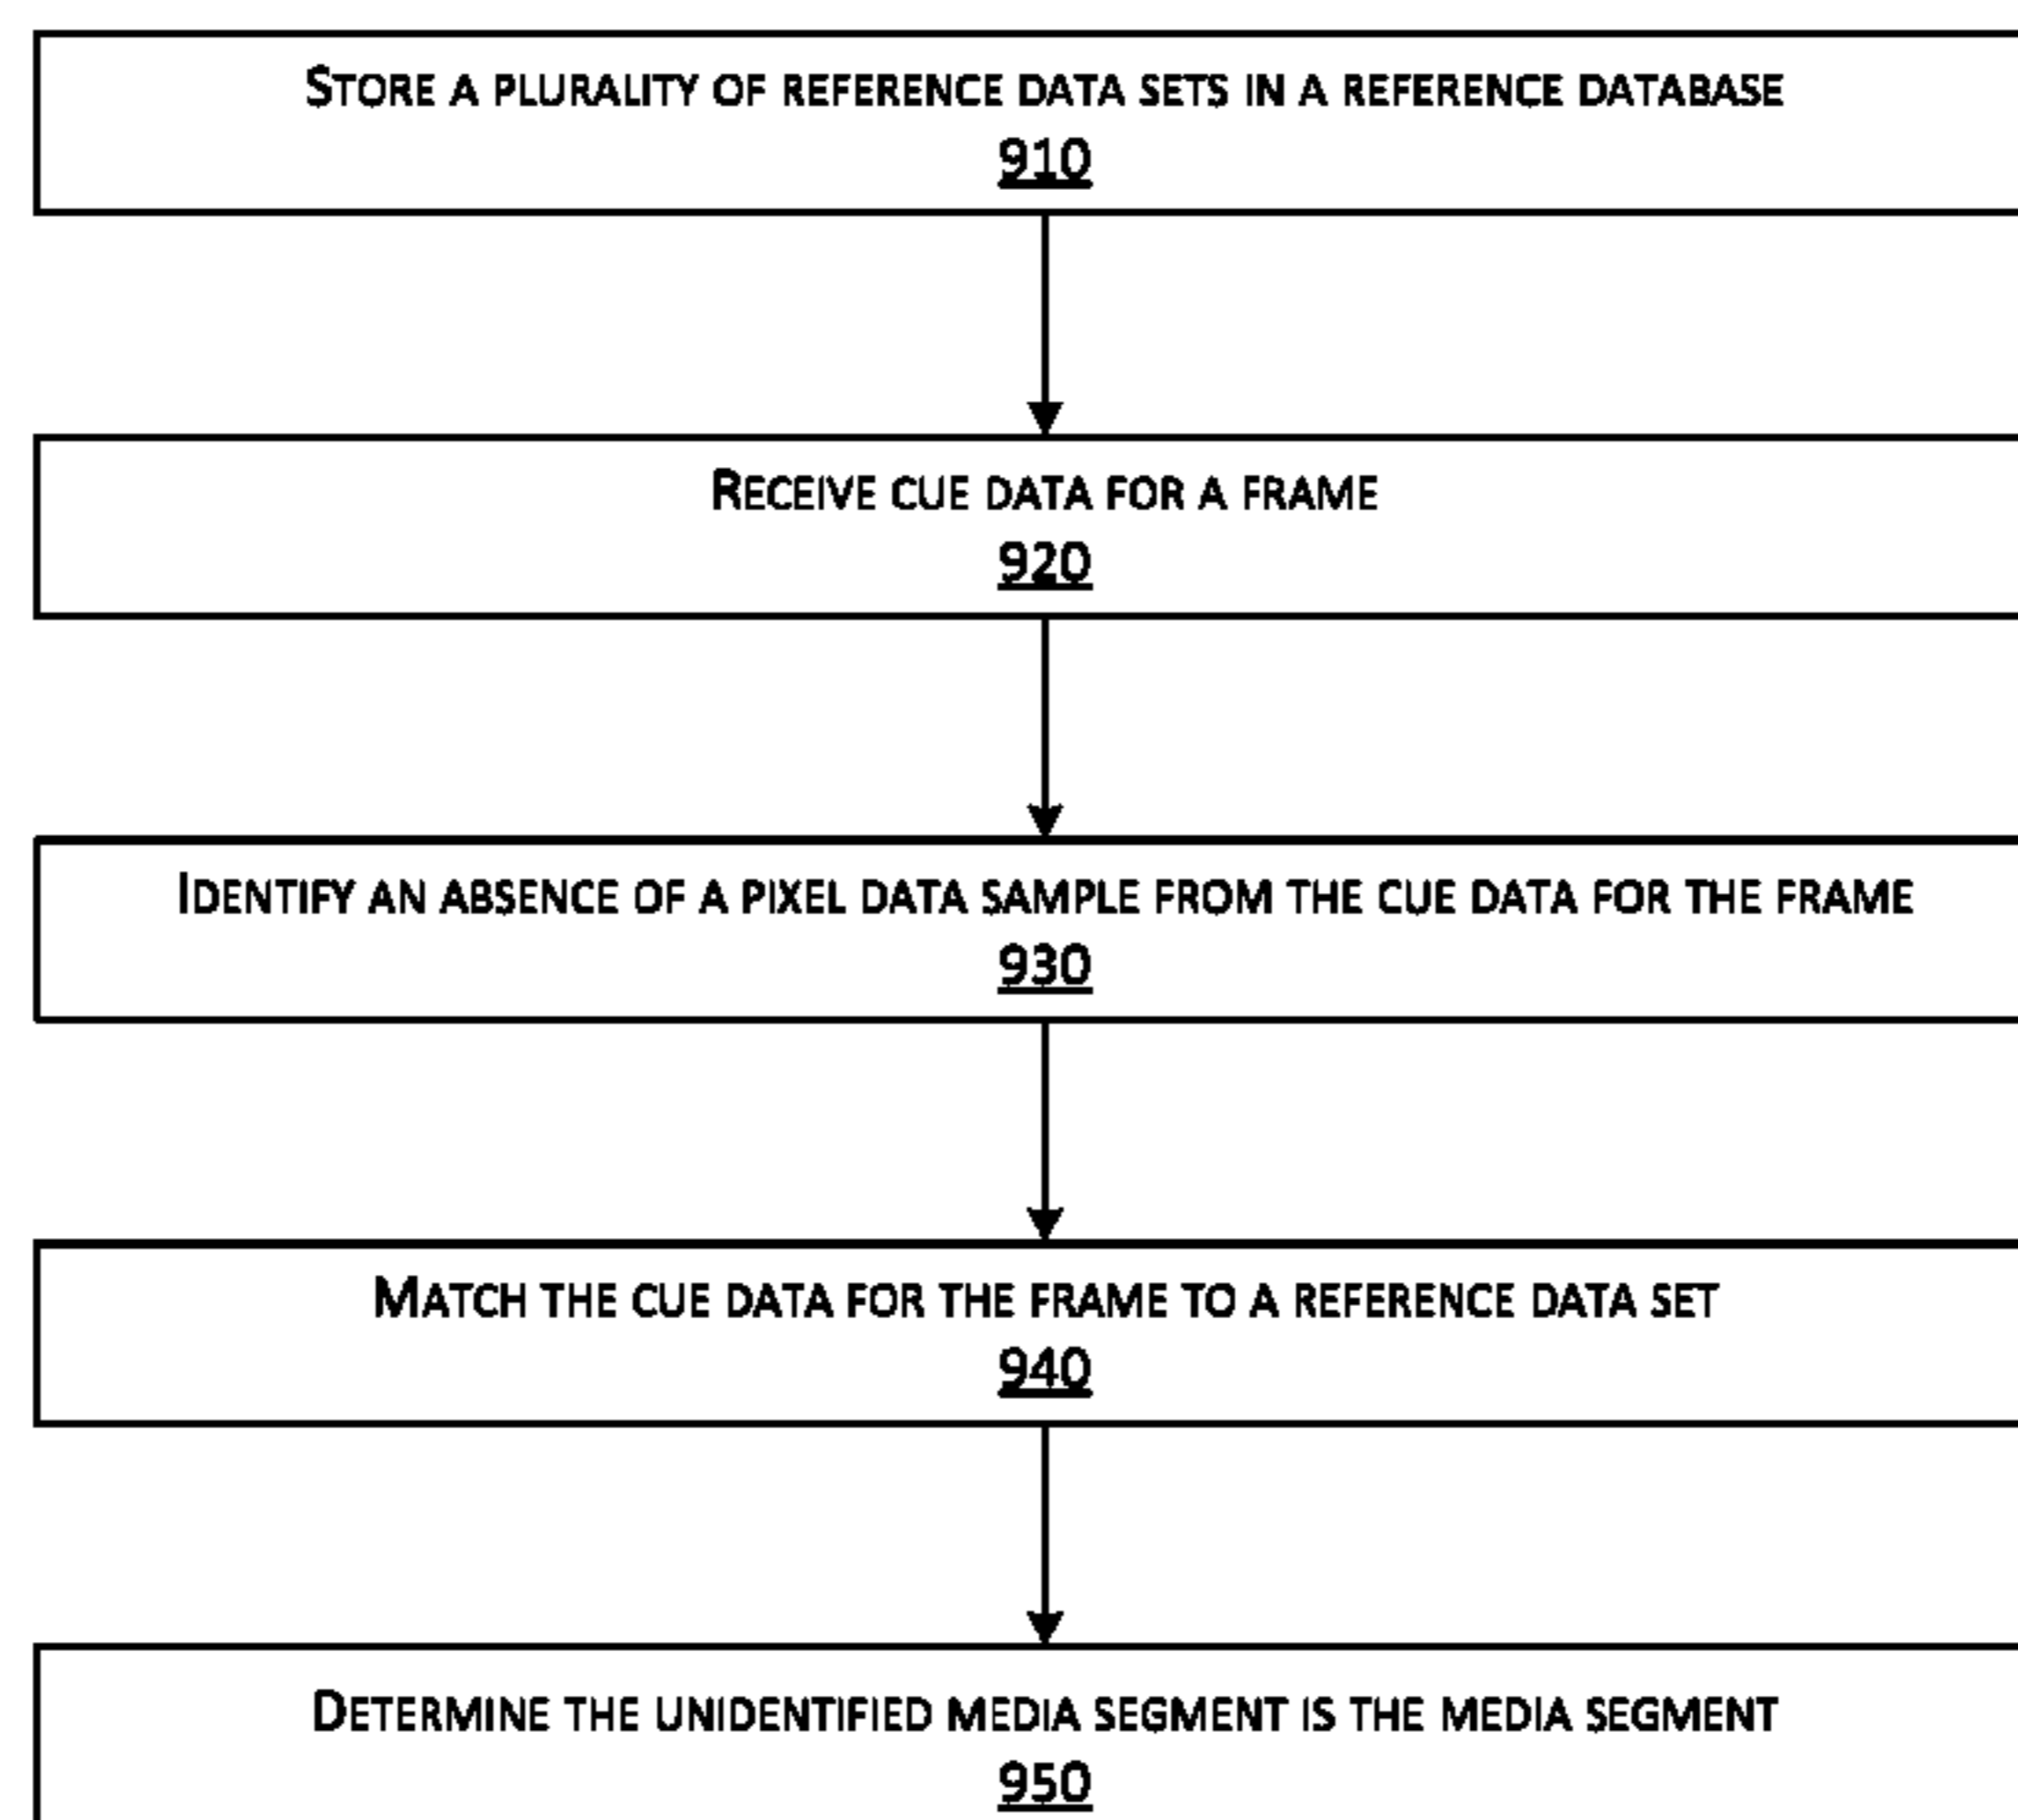 STORE A PLURALITY OF REFERENCE DATA SETS IN A REFERENCE DATABASE
910
RECEIVE CUE DATA FOR A FRAME
920
IDENTIFY AN ABSENCE OF A PIXEL DATA SAMPLE FROM THE CUE DATA FOR THE FRAME
930
MATCH THE CUE DATA FOR THE FRAME TO A REFERENCE DATA SET
940
DETERMINE THE UNIDENTIFIED MEDIA SEGMENT IS THE MEDIA SEGMENT
950